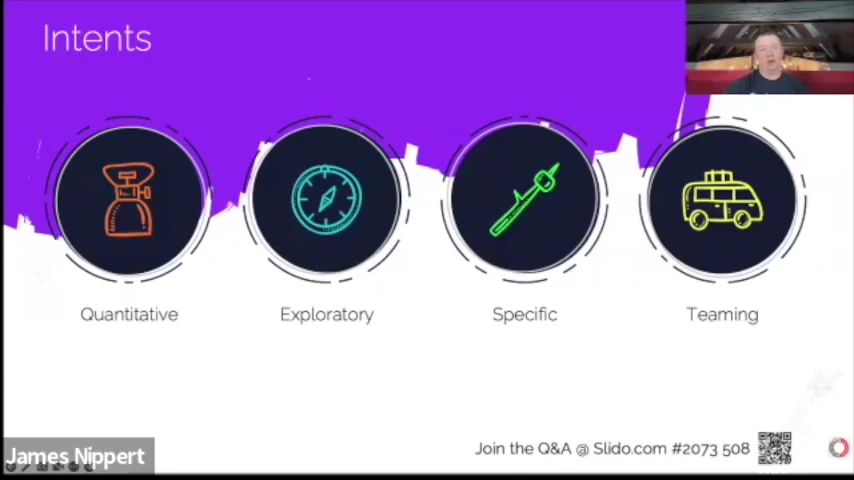 Intents
Quantitative
Exploratory
Specific
Teaming
Join the Q&A @ Slido.com #2073 508
James Nippert